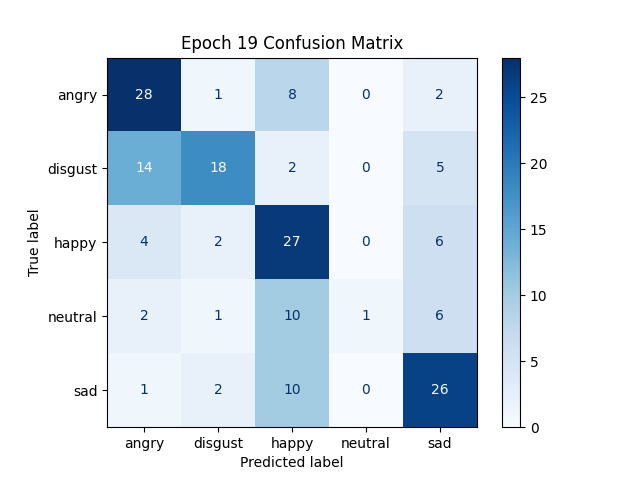 Epoch 19 Confusion Matrix
angry 28 1 8 0 2
disgust 14 18 2 0 5
happy 4 2 27 0 6
neutral 2 1 10 1 6
sad 1 2 10 0 26
angry disgust happy neutral sad
Predicted label
True label
25
20
15
10
5
0